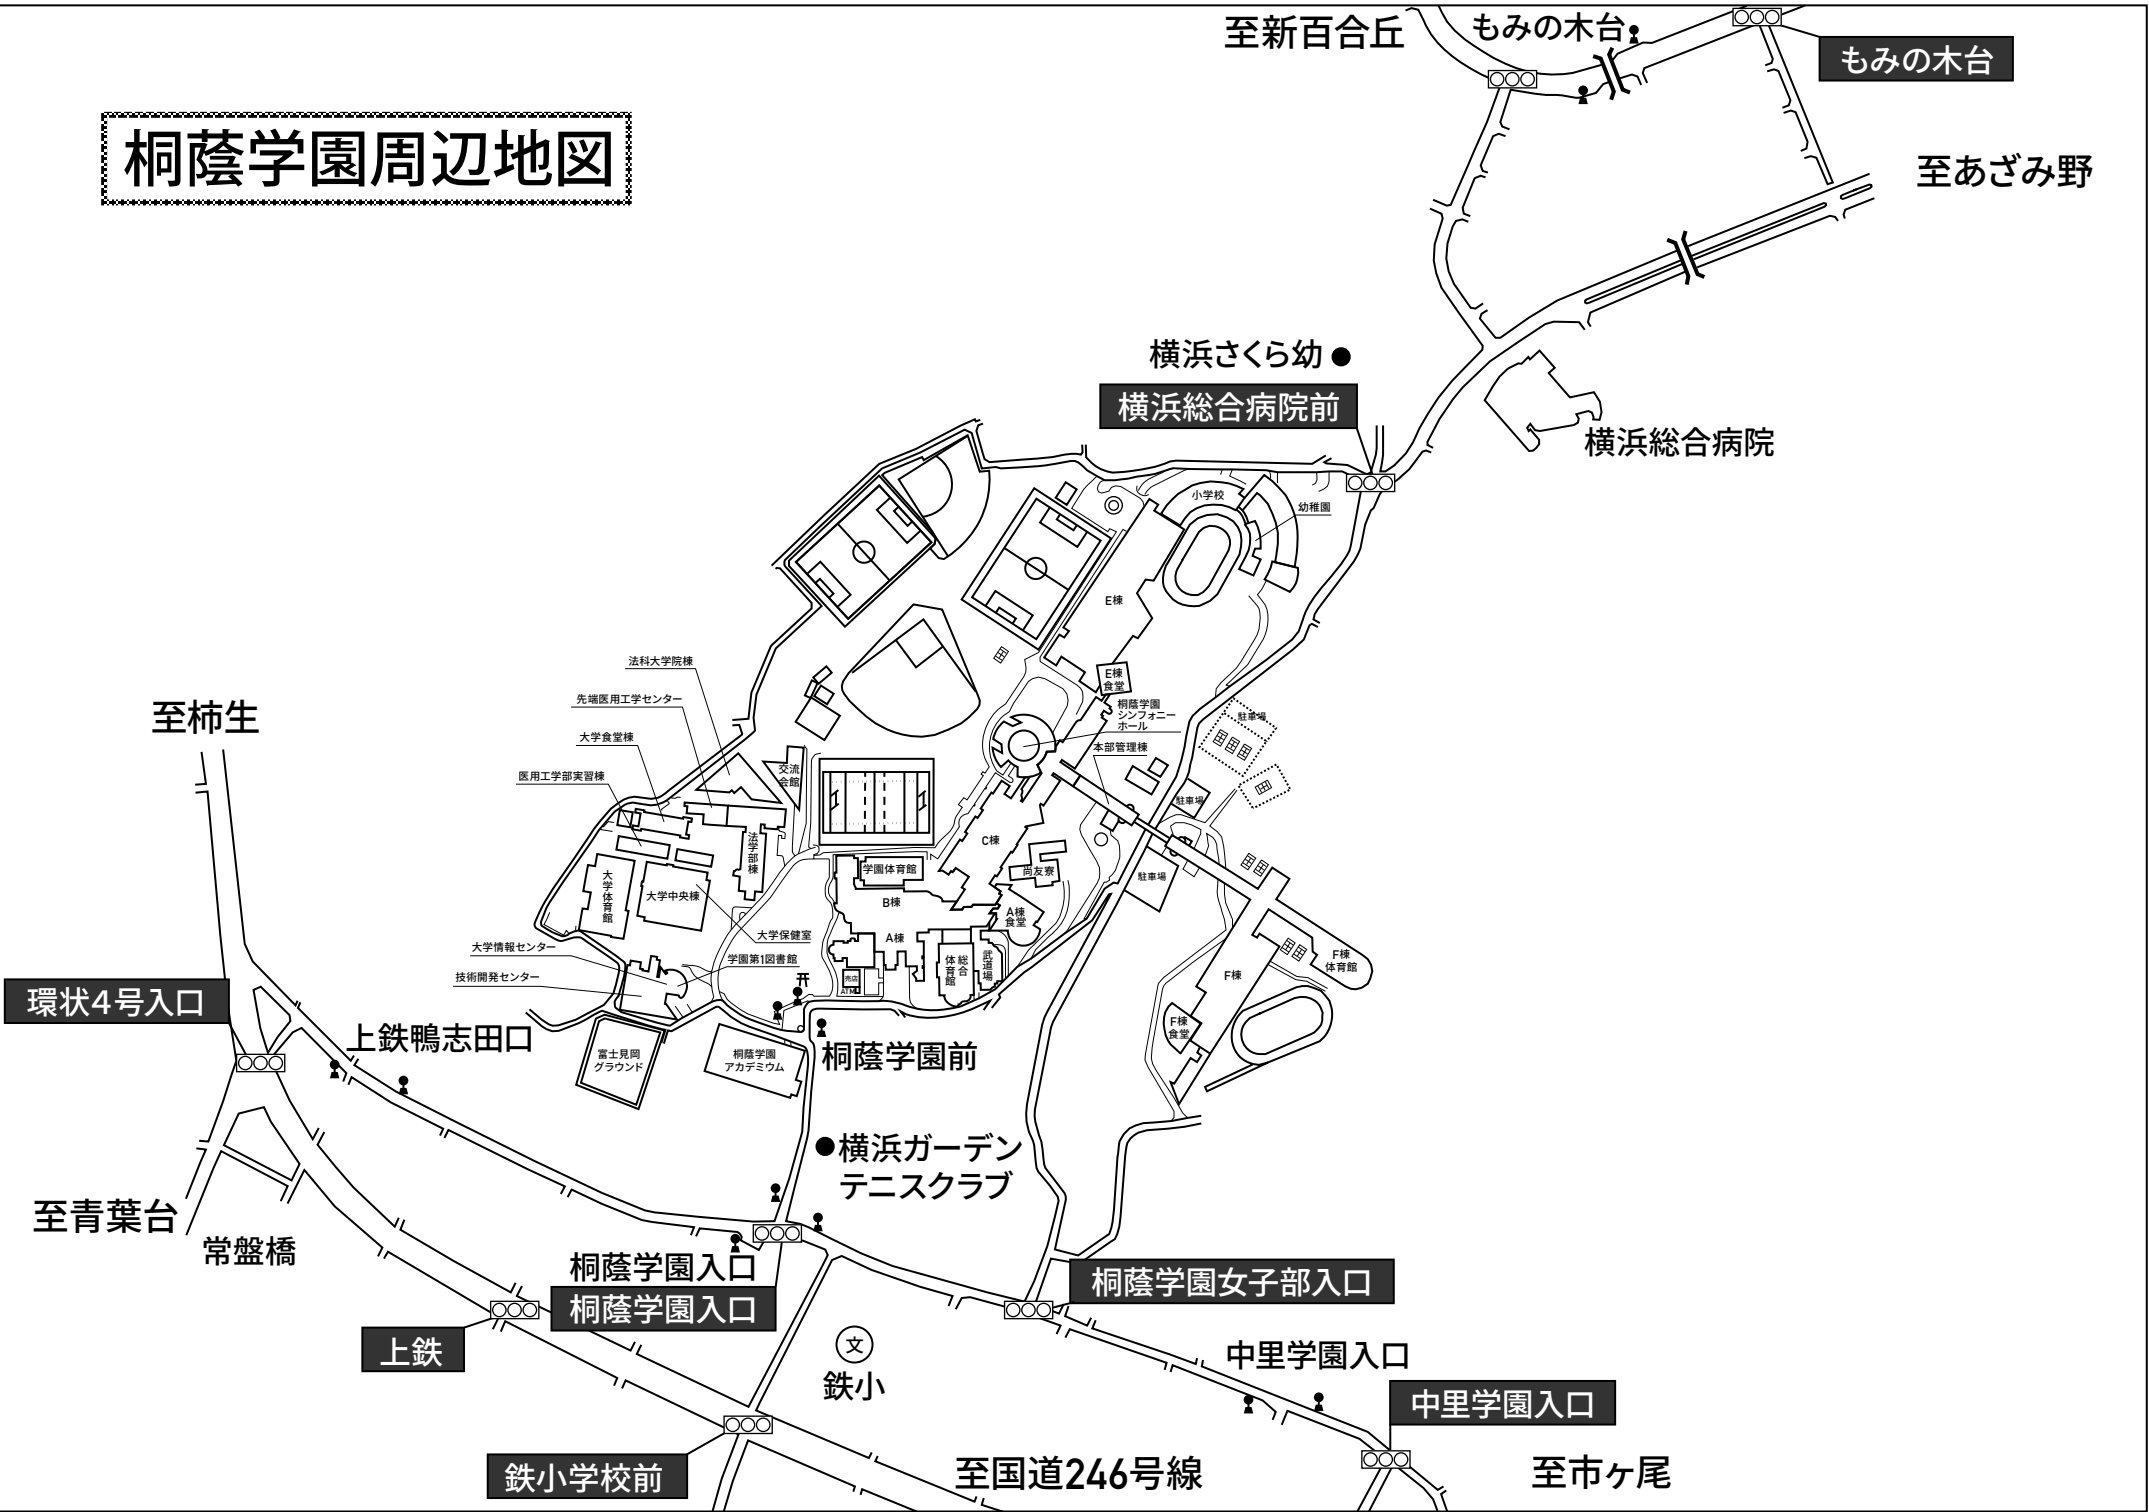 至新百合丘
もみの木台
もみの木台
桐蔭学園周辺地図
至あざみ野
横浜さくら幼
横浜総合病院前
横浜総合病院
小学校
幼稚園
E棟
法科大学院棟
先端医用工学センター
大学食堂棟
医用工学部実習棟
E棟
食堂
桐蔭学園
シンフォニー
ホール
本部管理棟
駐車場
至柿生
交流
会館
駐車場
法学部棟
C棟
学園体育館
尚友寮
駐車場
大学体育館
大学中央棟
B棟
A棟
食堂
大学保健室
A棟
大学情報センター
学園第1図書館
技術開発センター
売店
ATM
総合
体育館
武道場
F棟
体育館
F棟
F棟
食堂
環状4号入口
上鉄鴨志田口
富士見岡
グラウンド
桐蔭学園
アカデミウム
桐蔭学園前
横浜ガーデン
テニスクラブ
至青葉台
常盤橋
桐蔭学園入口
桐蔭学園入口
桐蔭学園女子部入口
上鉄
文
鉄小
中里学園入口
中里学園入口
鉄小学校前
至国道246号線
至市ヶ尾